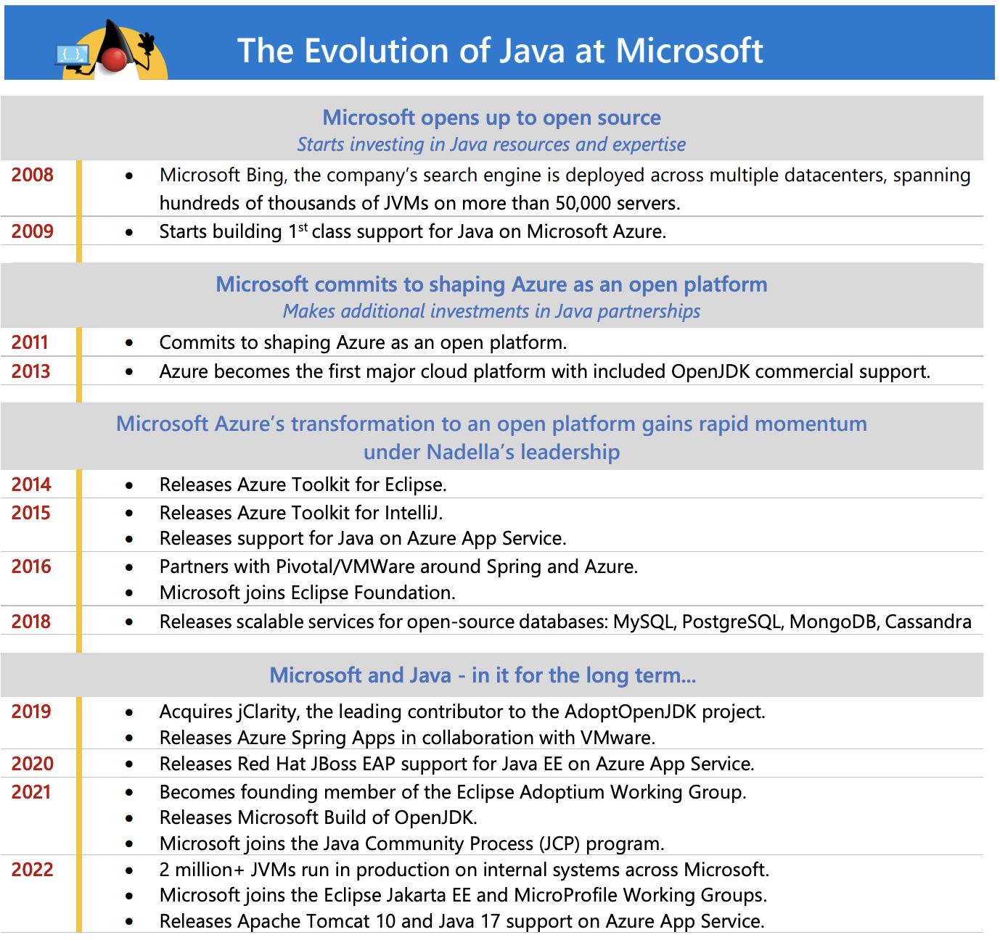 {...}
The Evolution of Java at Microsoft
Microsoft opens up to open source
Starts investing in Java resources and expertise
2008
• Microsoft Bing, the company’s search engine is deployed across multiple datacenters, spanning
hundreds of thousands of JVMs on more than 50,000 servers.
2009
• Starts building 1st class support for Java on Microsoft Azure.
Microsoft commits to shaping Azure as an open platform
Makes additional investments in Java partnerships
2011
• Commits to shaping Azure as an open platform.
2013
• Azure becomes the first major cloud platform with included OpenJDK commercial support.
Microsoft Azure’s transformation to an open platform gains rapid momentum
under Nadella’s leadership
2014
• Releases Azure Toolkit for Eclipse.
2015
• Releases Azure Toolkit for IntelliJ.
• Releases support for Java on Azure App Service.
2016
• Partners with Pivotal/VMWare around Spring and Azure.
• Microsoft joins Eclipse Foundation.
2018
• Releases scalable services for open-source databases: MySQL, PostgreSQL, MongoDB, Cassandra
Microsoft and Java - in it for the long term...
2019
• Acquires jClarity, the leading contributor to the AdoptOpenJDK project.
• Releases Azure Spring Apps in collaboration with VMware.
2020
• Releases Red Hat JBoss EAP support for Java EE on Azure App Service.
2021
• Becomes founding member of the Eclipse Adoptium Working Group.
• Releases Microsoft Build of OpenJDK.
• Microsoft joins the Java Community Process (JCP) program.
2022
• 2 million+ JVMs run in production on internal systems across Microsoft.
• Microsoft joins the Eclipse Jakarta EE and MicroProfile Working Groups.
• Releases Apache Tomcat 10 and Java 17 support on Azure App Service.